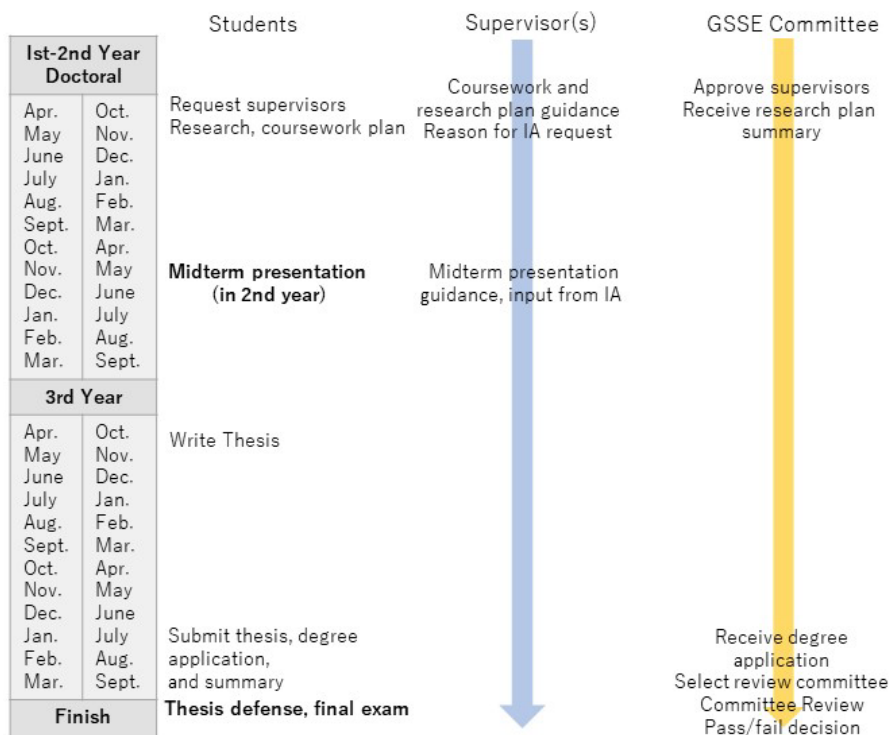 Students Supervisor(s) GSSE Committee
Ist-2nd Year
Doctoral
Apr. Oct.
May Nov.
June Dec.
July Jan.
Aug. Feb.
Sept. Mar.
Oct. Apr.
Nov. May
Dec. June
Jan. July
Feb. Aug.
Mar. Sept.
Request supervisors
Research, coursework plan
Coursework and
research plan guidance
Reason for IA request
Approve supervisors
Receive research plan
summary
Midterm presentation
(in 2nd year)
Midterm presentation
guidance, input from IA
3rd Year
Apr. Oct.
May Nov.
June Dec.
July Jan.
Aug. Feb.
Sept. Mar.
Oct. Apr.
Nov. May
Dec. June
Jan. July
Feb. Aug.
Mar. Sept.
Write Thesis
Submit thesis, degree
application,
and summary
Receive degree
application
Select review committee
Committee Review
Pass/fail decision
Finish
Thesis defense, final exam